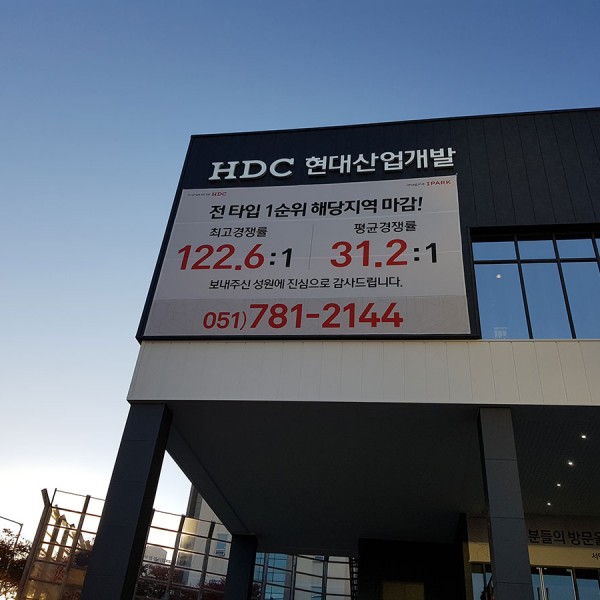 HDC 현대산업개발
HDC
IPARK
전 타입 1순위 해당지역 마감!
최고경쟁률
122.6:1
평균경쟁률
31.2:1
보내주신 성원에 진심으로 감사드립니다.
051)781-2144
분들의 방문을